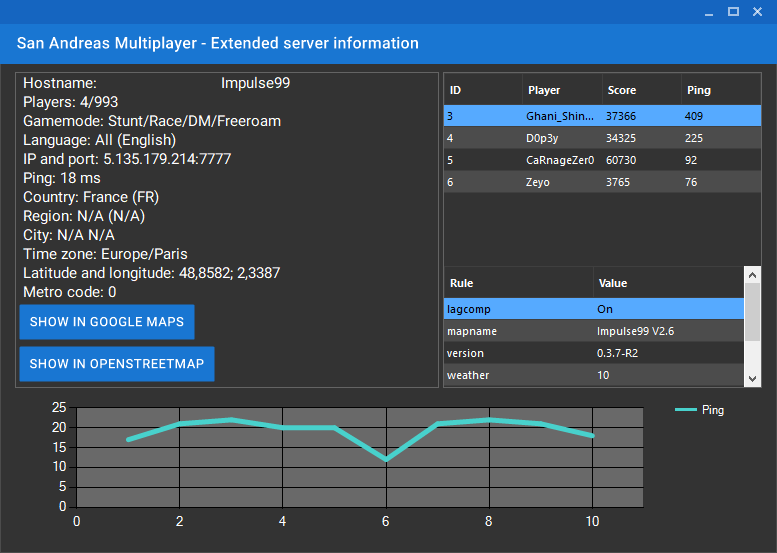 San Andreas Multiplayer - Extended server information
Hostname: Impulse99
Players: 4/993
Gamemode: Stunt/Race/DM/Freeroam
Language: All (English)
IP and port: 5.135.179.214:7777
Ping: 18 ms
Country: France (FR)
Region: N/A (N/A)
City: N/A N/A
Time zone: Europe/Paris
Latitude and longitude: 48,8582; 2,3387
Metro code: 0
SHOW IN GOOGLE MAPS
SHOW IN OPENSTREETMAP
ID Player Score Ping
3 Ghani_Shin... 37366 409
4 D0p3y 34325 225
5 CaRnageZer0 60730 92
6 Zeyo 3765 76
Rule Value
lagcomp On
mapname Impulse99 V2.6
version 0.3.7-R2
weather 10
25
20
15
10
5
0
0 2 4 6 8 10
Ping